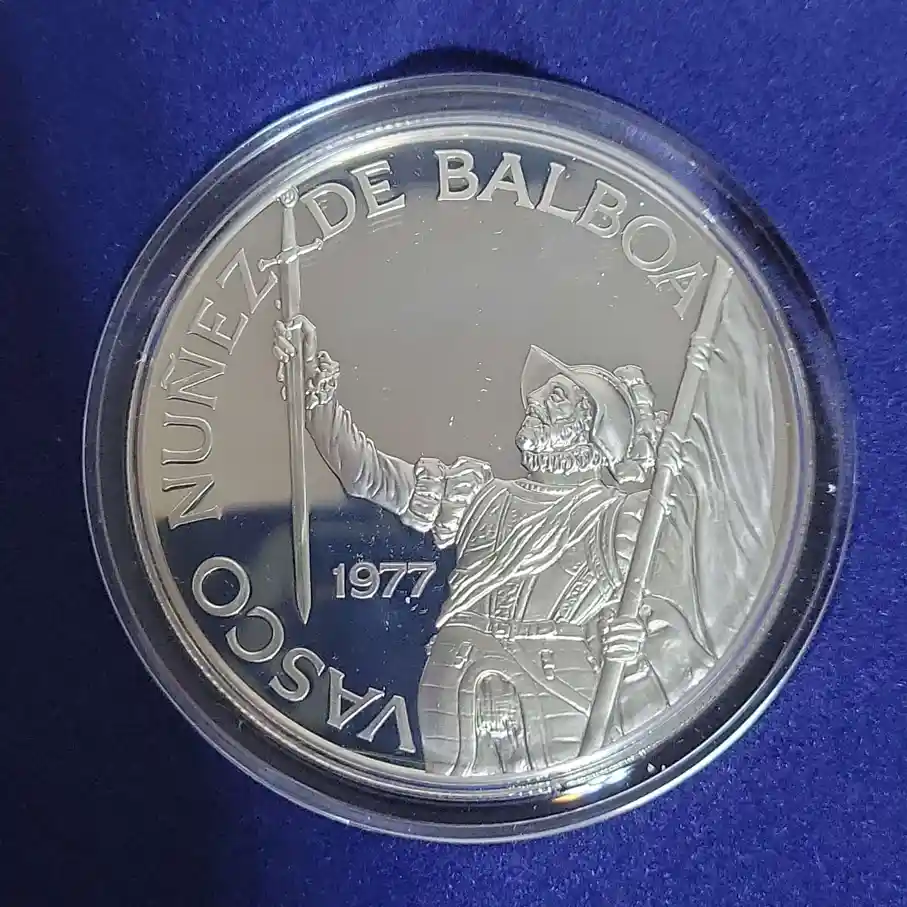 VASCO NUÑEZ DE BALBOA
1977